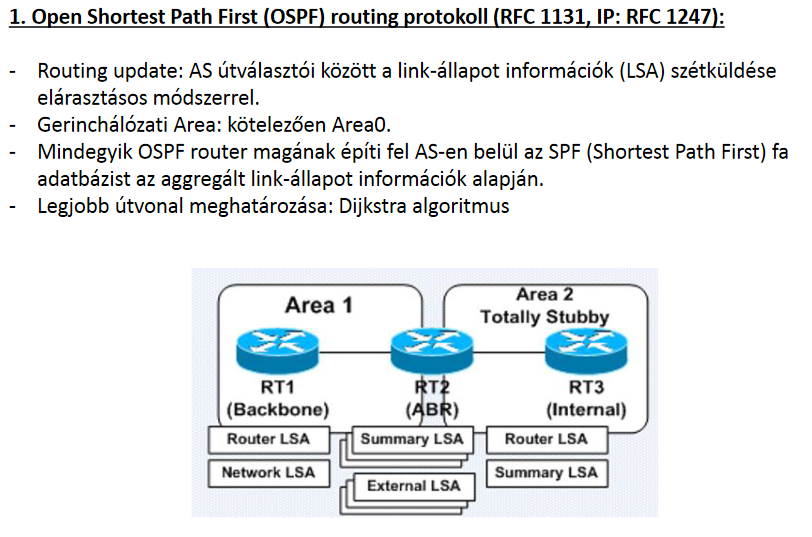 1. Open Shortest Path First (OSPF) routing protokoll (RFC 1131, IP: RFC 1247):
- Routing update: AS útválasztói között a link-állapot információk (LSA) szétküldése
elárasztásos módszerrel.
- Gerinchálózati Area: kötelezően Area0.
- Mindegyik OSPF router magának építi fel AS-en belül az SPF (Shortest Path First) fa
adatbázist az aggregált link-állapot információk alapján.
- Legjobb útvonal meghatározása: Dijkstra algoritmus
Area 1
Area 2
Totally Stubby
RT1
(Backbone)
RT2
(ABR)
RT3
(Internal)
Router LSA
Network LSA
Summary LSA
External LSA
Router LSA
Summary LSA